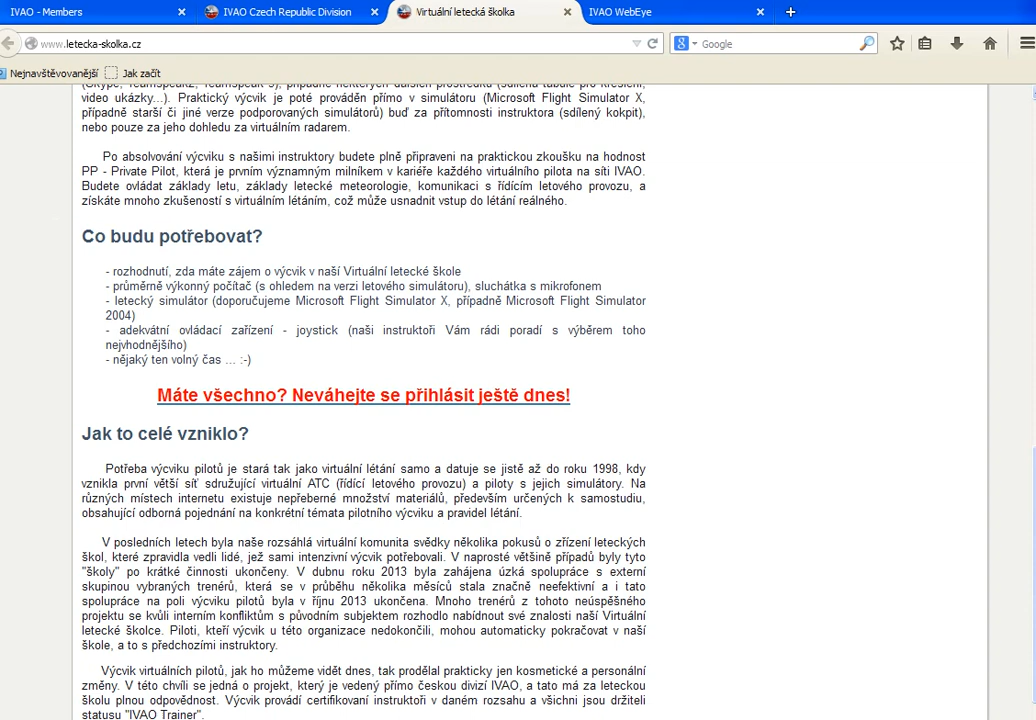 IVAO - Members × IVAO Czech Republic Division × Virtuální letecká školka × IVAO WebEye × +
www.letecka-skolka.cz Google
Nejnavštěvovanější Jak začít
(Skype, Teamspeak2, Teamspeak 3), případně některých dalších prostředků (sdílená tabule pro kreslení,
video ukázky...). Praktický výcvik je poté prováděn přímo v simulátoru (Microsoft Flight Simulator X,
případně starší či jiné verze podporovaných simulátorů) buď za přítomnosti instruktora (sdílený kokpit),
nebo pouze za jeho dohledu za virtuálním radarem.
Po absolvování výcviku s našimi instruktory budete plně připraveni na praktickou zkoušku na hodnost
PP - Private Pilot, která je prvním významným milníkem v kariéře každého virtuálního pilota na síti IVAO.
Budete ovládat základy letu, základy letecké meteorologie, komunikaci s řídícím letového provozu, a
získáte mnoho zkušeností s virtuálním létáním, což může usnadnit vstup do létání reálného.
Co budu potřebovat?
- rozhodnutí, zda máte zájem o výcvik v naší Virtuální letecké škole
- průměrně výkonný počítač (s ohledem na verzi letového simulátoru), sluchátka s mikrofonem
- letecký simulátor (doporučujeme Microsoft Flight Simulator X, případně Microsoft Flight Simulator
2004)
- adekvátní ovládací zařízení - joystick (naši instruktoři Vám rádi poradí s výběrem toho
nejvhodnějšího)
- nějaký ten volný čas ... :-)
Máte všechno? Neváhejte se přihlásit ještě dnes!
Jak to celé vzniklo?
Potřeba výcviku pilotů je stará tak jako virtuální létání samo a datuje se jistě až do roku 1998, kdy
vznikla první větší síť sdružující virtuální ATC (řídící letového provozu) a piloty s jejich simulátory. Na
různých místech internetu existuje nepřeberné množství materiálů, především určených k samostudiu,
obsahující odborná pojednání na konkrétní témata pilotního výcviku a pravidel létání.
V posledních letech byla naše rozsáhlá virtuální komunita svědky několika pokusů o zřízení leteckých
škol, které zpravidla vedli lidé, jež sami intenzivní výcvik potřebovali. V naprosté většině případů byly tyto
"školy" po krátké činnosti ukončeny. V dubnu roku 2013 byla zahájena úzká spolupráce s externí
skupinou vybraných trenérů, která se v průběhu několika měsíců stala značně neefektivní a i tato
spolupráce na poli výcviku pilotů byla v říjnu 2013 ukončena. Mnoho trenérů z tohoto neúspěšného
projektu se kvůli interním konfliktům s původním subjektem rozhodlo nabídnout své znalosti naší Virtuální
letecké školce. Piloti, kteří výcvik u této organizace nedokončili, mohou automaticky pokračovat v naší
škole, a to s předchozími instruktory.
Výcvik virtuálních pilotů, jak ho můžeme vidět dnes, tak prodělal prakticky jen kosmetické a personální
změny. V této chvíli se jedná o projekt, který je vedený přímo českou divizí IVAO, a tato má za leteckou
školu plnou odpovědnost. Výcvik provádí certifikovaní instruktoři v daném rozsahu a všichni jsou držiteli
statusu "IVAO Trainer".